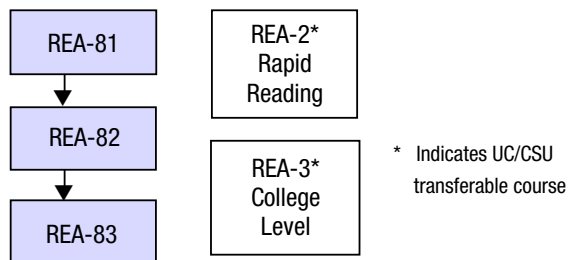 REA-81
REA-82
REA-83
REA-2*
Rapid
Reading
REA-3*
College
Level
* Indicates UC/CSU
transferable course